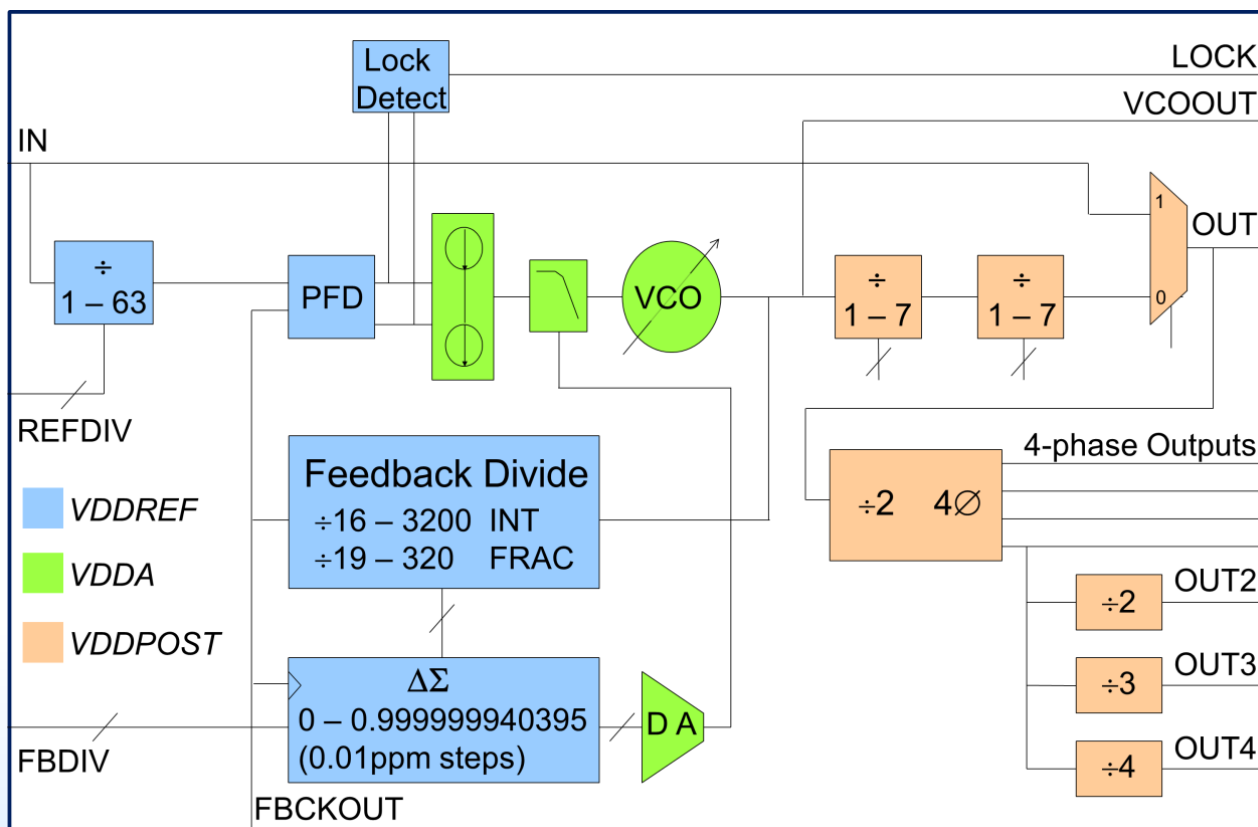 Lock
Detect
LOCK
VCOOUT
IN
÷
1 – 63
PFD
VCO
÷
1 – 7
÷
1 – 7
1
0
OUT
REFDIV
Feedback Divide
÷16 – 3200 INT
÷19 – 320 FRAC
4-phase Outputs
÷2 4∅
VDDREF
VDDA
VDDPOST
÷2
OUT2
÷3
OUT3
÷4
OUT4
ΔΣ
0 – 0.999999940395
(0.01ppm steps)
D A
FBDIV
FBCKOUT